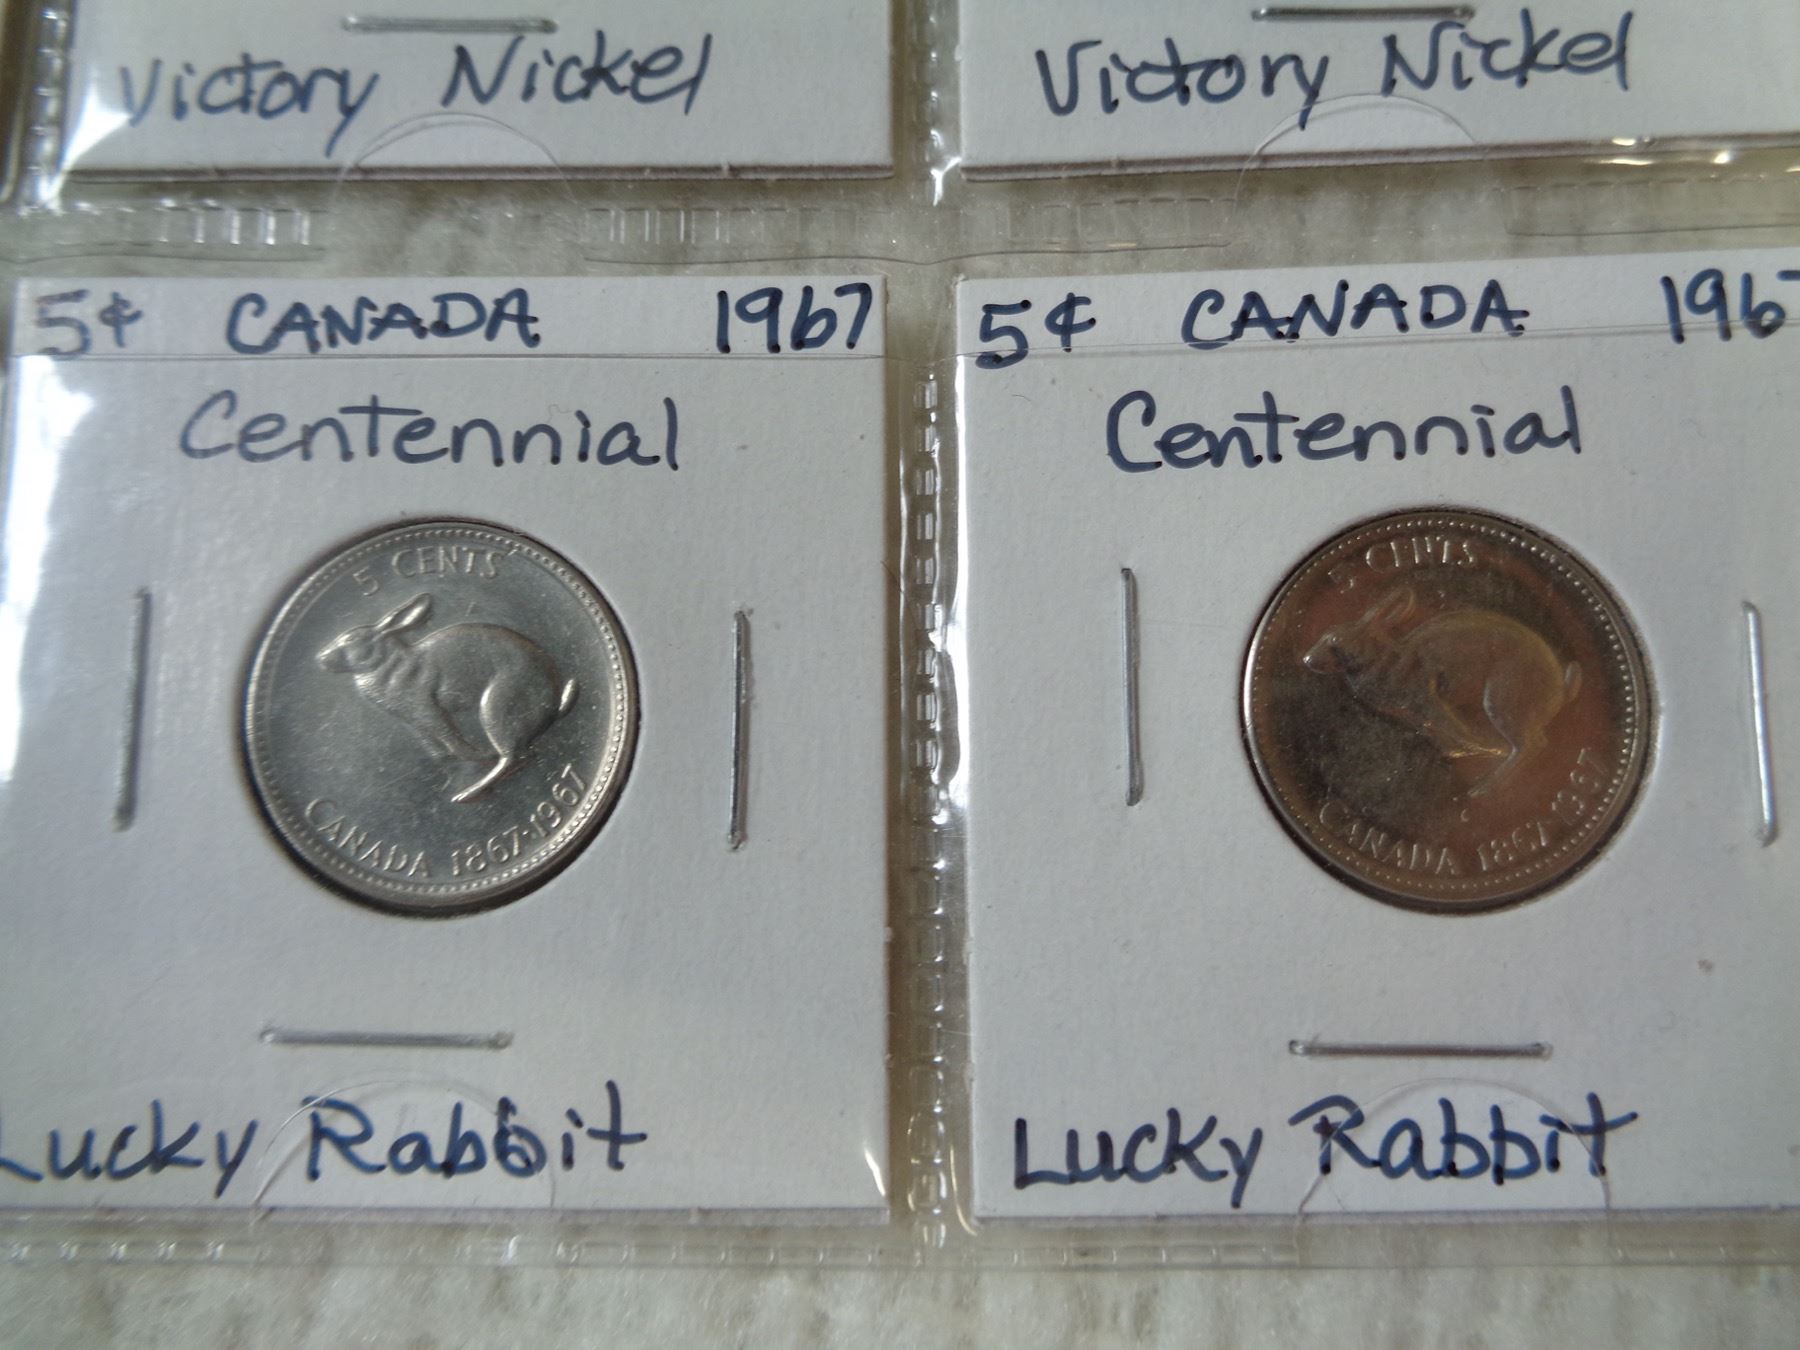 Victory Nickel
Victory Nickel
5¢ CANADA 1967
Centennial
5 CENTS
CANADA 1867·1967
Lucky Rabbit
5¢ CANADA 1967
Centennial
5 CENTS
CANADA 1867·1967
Lucky Rabbit